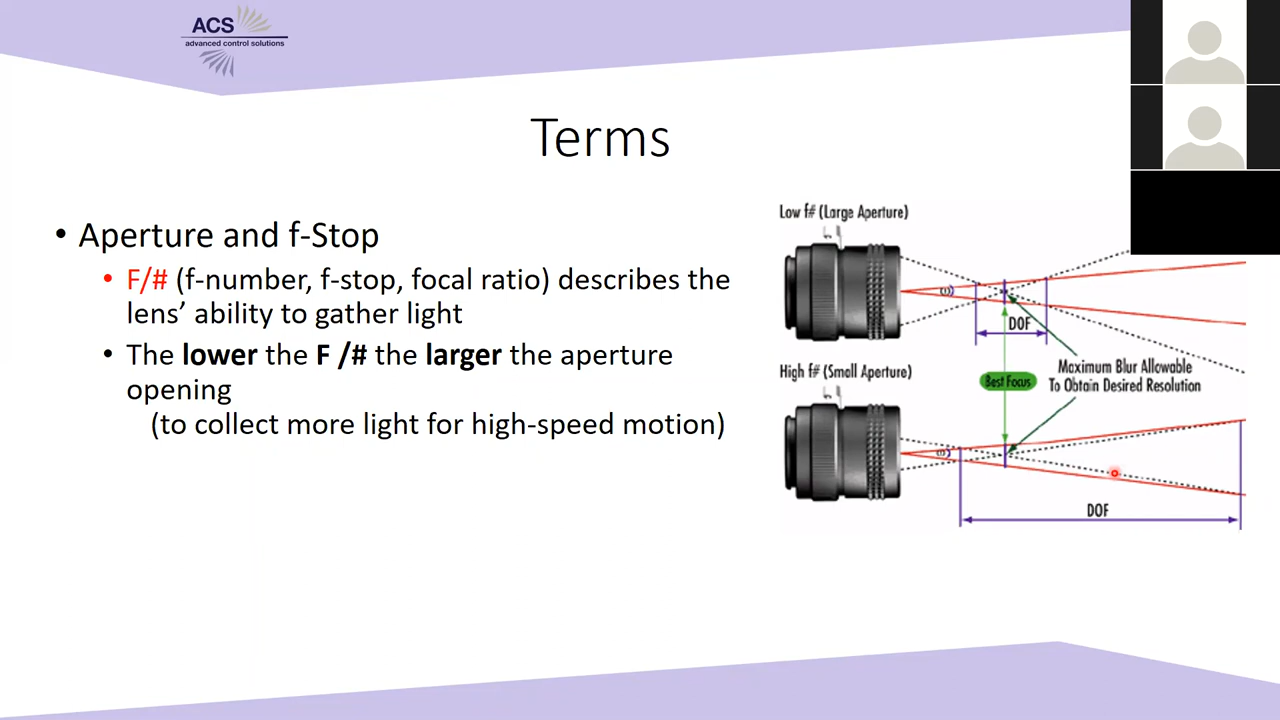 ACS
advanced control solutions
Terms
• Aperture and f-Stop
• F/# (f-number, f-stop, focal ratio) describes the
lens’ ability to gather light
• The lower the F /# the larger the aperture
opening
(to collect more light for high-speed motion)
Low f# (Large Aperture)
DOF
Best Focus
Maximum Blur Allowable
To Obtain Desired Resolution
High f# (Small Aperture)
DOF